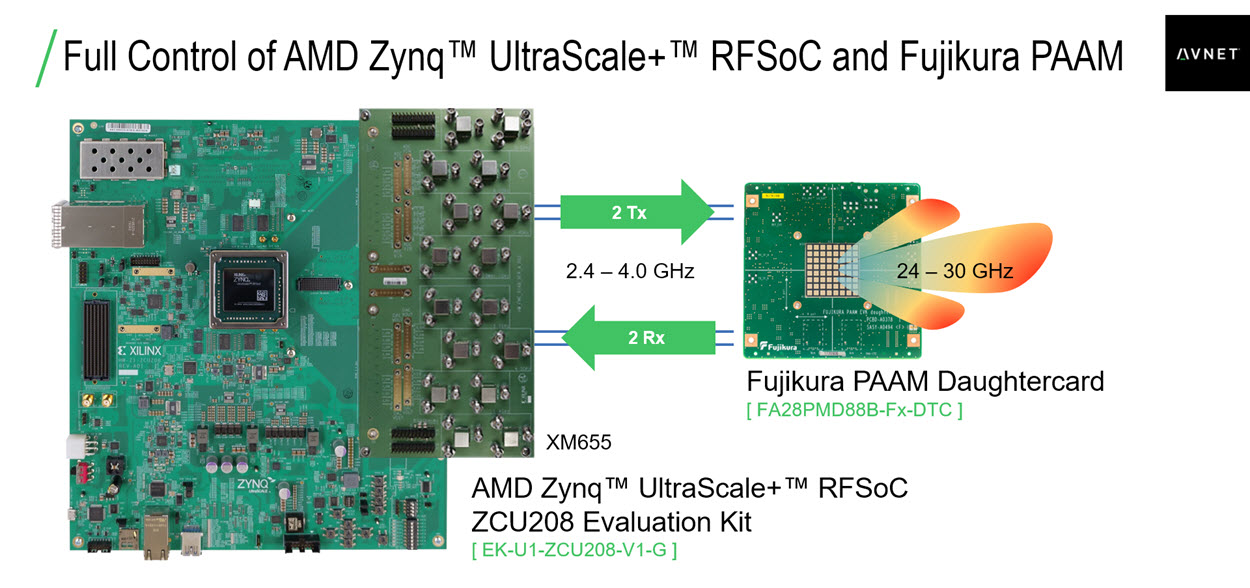 Full Control of AMD Zynq™ UltraScale+™ RFSoC and Fujikura PAAM
AVNET
2 Tx
2.4 – 4.0 GHz
24 – 30 GHz
2 Rx
XILINX
ZYNQ
ZYNQ
Fujikura
Fujikura PAAM Daughtercard
[ FA28PMD88B-Fx-DTC ]
XM655
AMD Zynq™ UltraScale+™ RFSoC
ZCU208 Evaluation Kit
[ EK-U1-ZCU208-V1-G ]